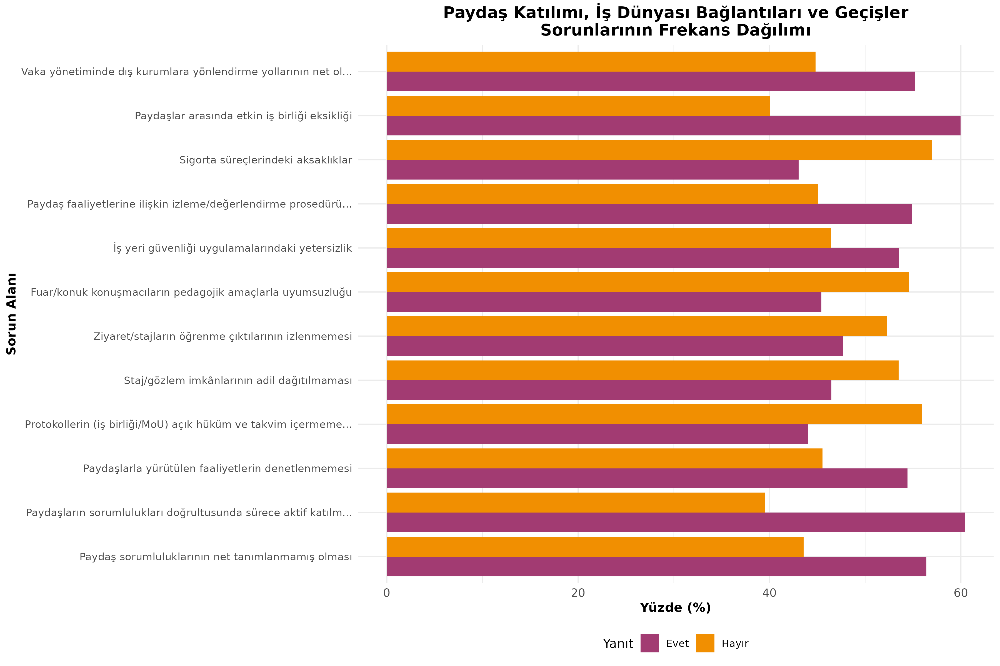 Paydaş Katılımı, İş Dünyası Bağlantıları ve Geçişler
Sorunlarının Frekans Dağılımı
Sorun Alanı
Vaka yönetiminde dış kurumlara yönlendirme yollarının net ol...
Paydaşlar arasında etkin iş birliği eksikliği
Sigorta süreçlerindeki aksaklıklar
Paydaş faaliyetlerine ilişkin izleme/değerlendirme prosedürü...
İş yeri güvenliği uygulamalarındaki yetersizlik
Fuar/konuk konuşmacıların pedagojik amaçlarla uyumsuzluğu
Ziyaret/stajların öğrenme çıktılarının izlenmemesi
Staj/gözlem imkânlarının adil dağıtılmaması
Protokollerin (iş birliği/MoU) açık hüküm ve takvim içermeme...
Paydaşlarla yürütülen faaliyetlerin denetlenmemesi
Paydaşların sorumlulukları doğrultusunda sürece aktif katılm...
Paydaş sorumluluklarının net tanımlanmamış olması
0 20 40 60
Yüzde (%)
Yanıt Evet Hayır